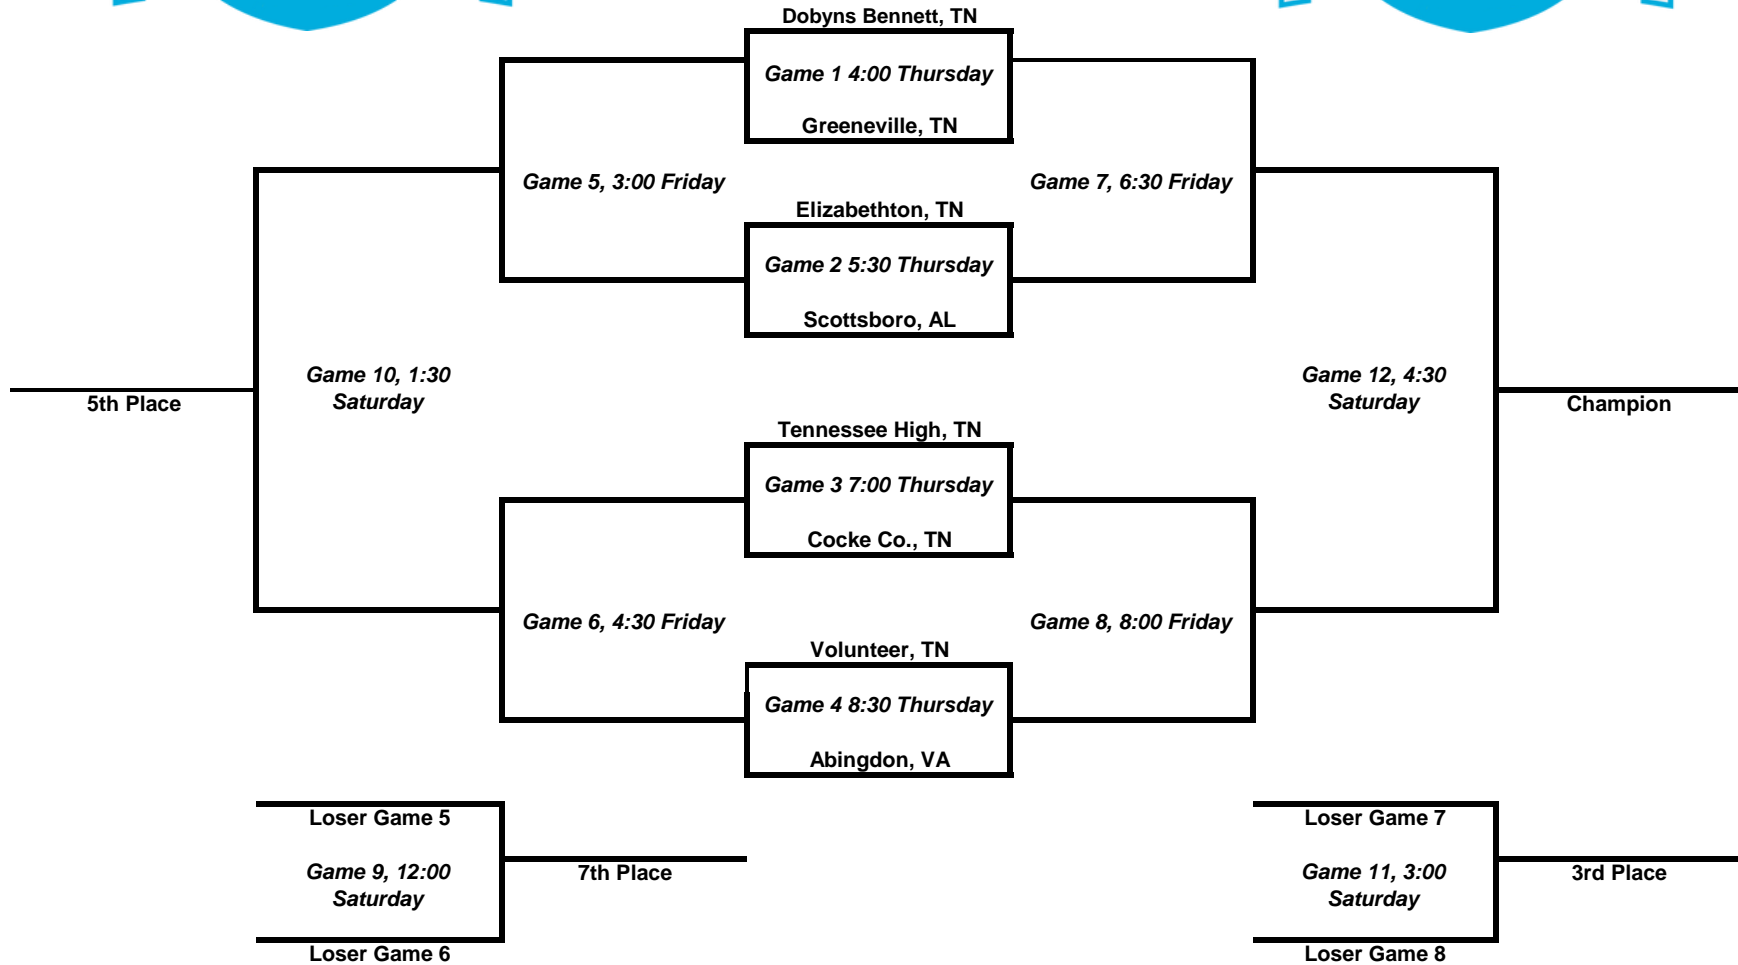 Dobyns Bennett, TN
Game 1 4:00 Thursday
Greeneville, TN
Game 5, 3:00 Friday
Game 7, 6:30 Friday
Elizabethton, TN
Game 2 5:30 Thursday
Scottsboro, AL
Game 10, 1:30
Saturday
Game 12, 4:30
Saturday
5th Place
Champion
Tennessee High, TN
Game 3 7:00 Thursday
Cocke Co., TN
Game 6, 4:30 Friday
Game 8, 8:00 Friday
Volunteer, TN
Game 4 8:30 Thursday
Abingdon, VA
Loser Game 5
Game 9, 12:00
Saturday
Loser Game 6
7th Place
Loser Game 7
Game 11, 3:00
Saturday
Loser Game 8
3rd Place